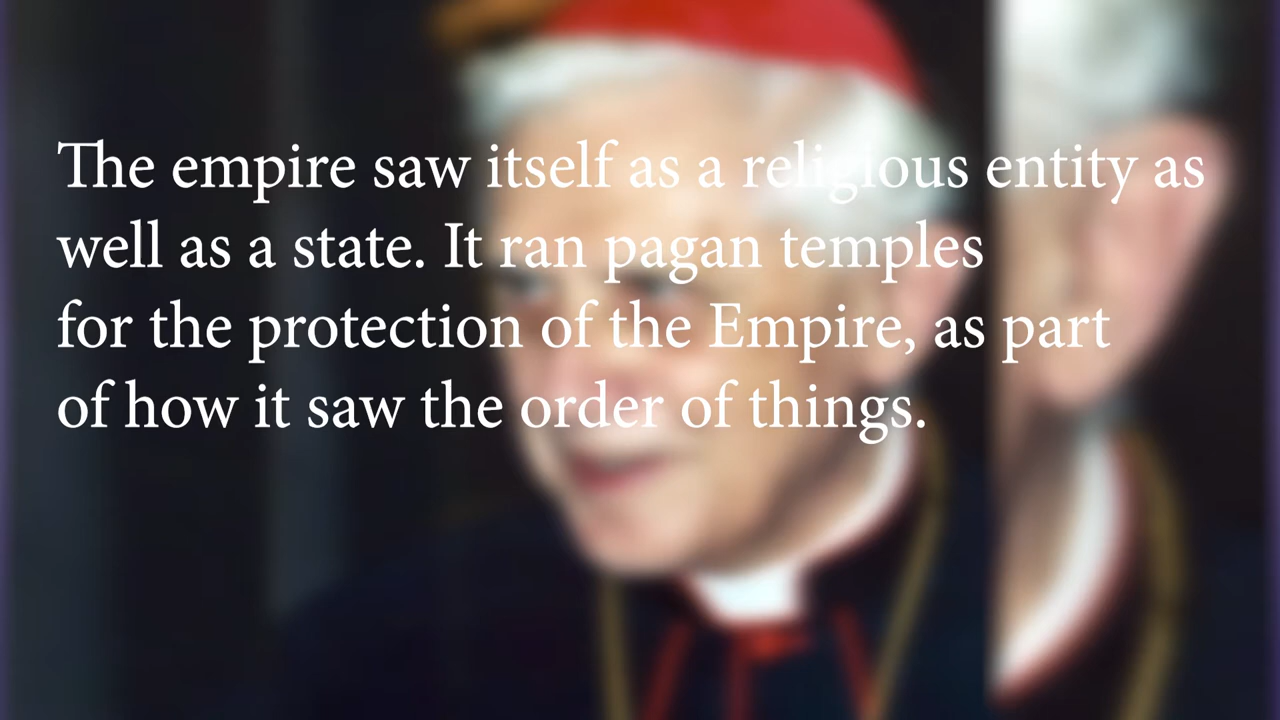 The empire saw itself as a religious entity as
well as a state. It ran pagan temples
for the protection of the Empire, as part
of how it saw the order of things.